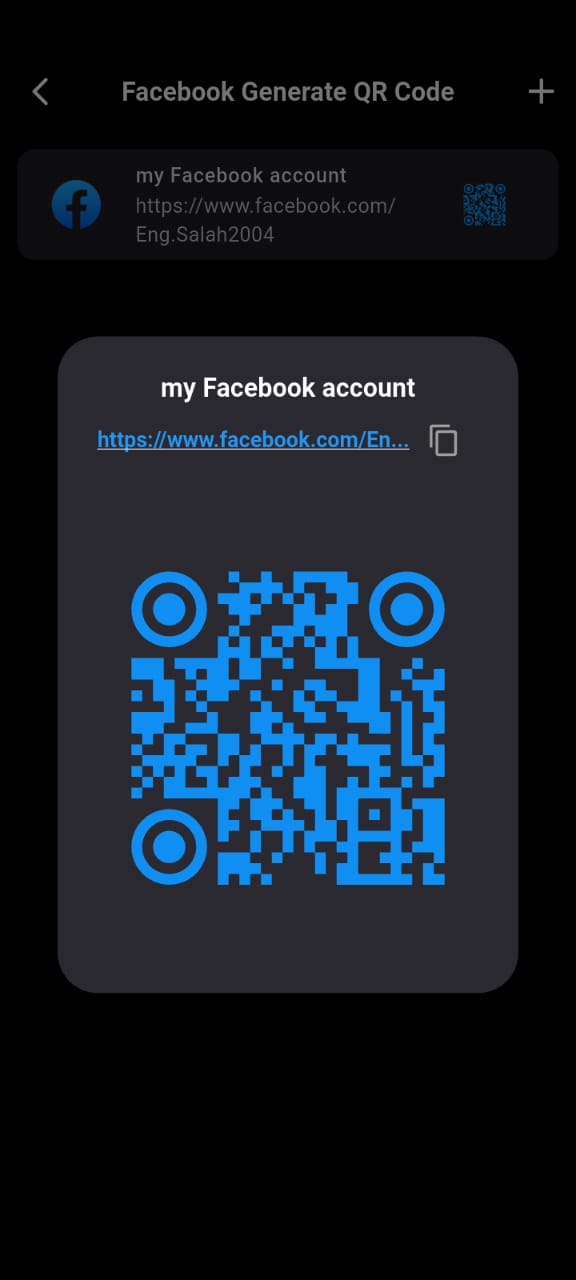 Facebook Generate QR Code
my Facebook account
https://www.facebook.com/
Eng.Salah2004
my Facebook account
https://www.facebook.com/En...